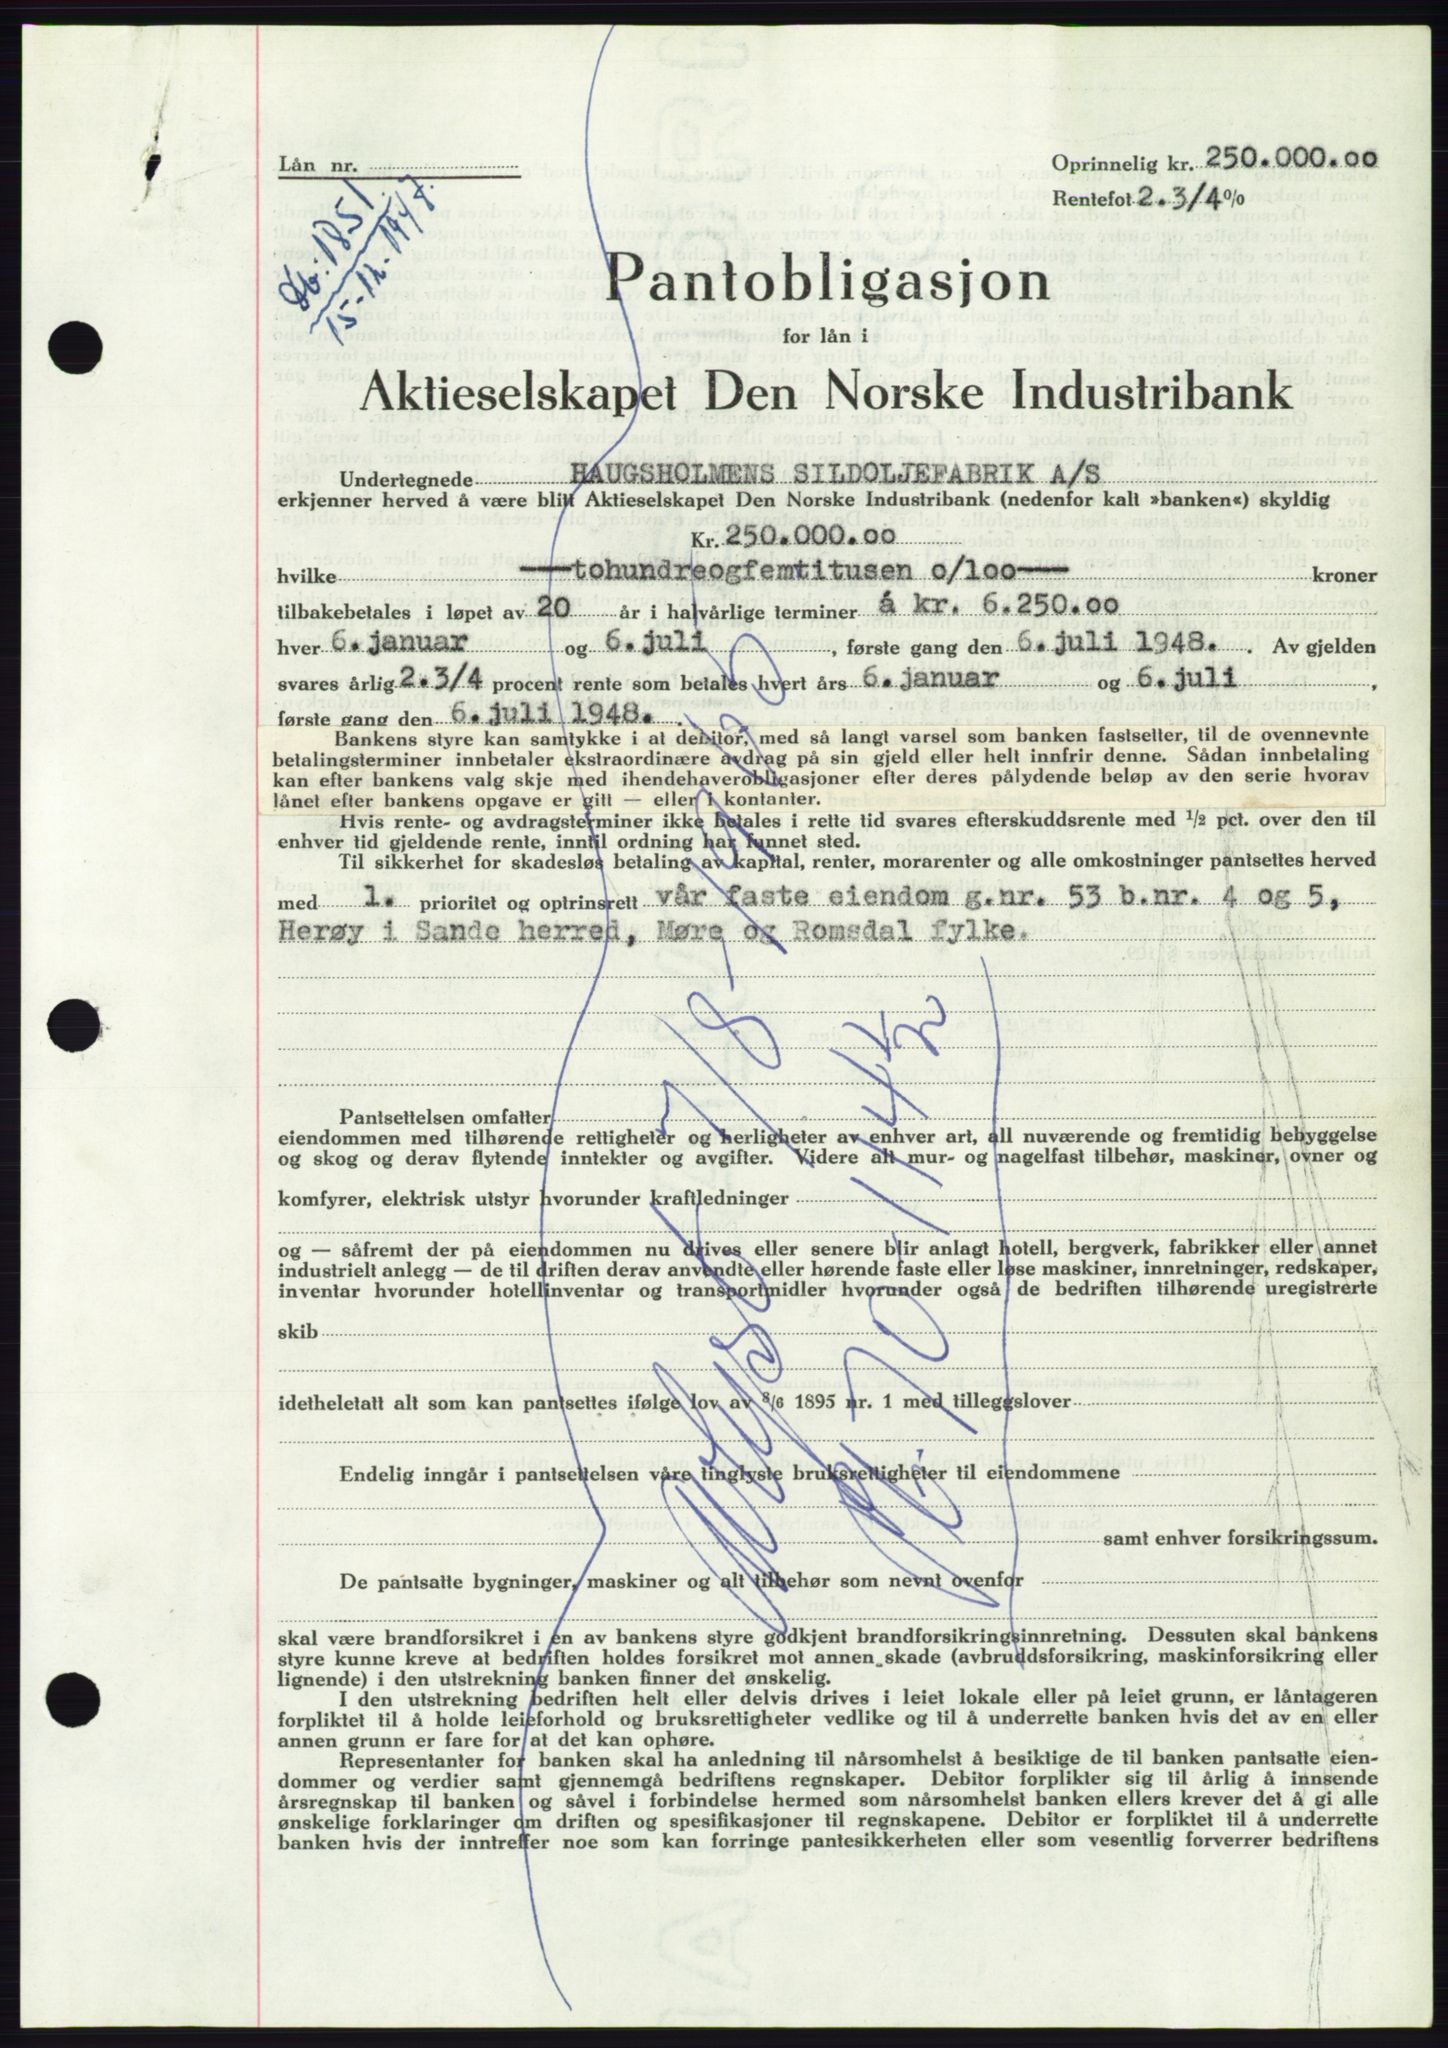 Lån nr.
Oprinnelig kr. 250.000.00
Rentefot 2.3/4%
Db. 1851
15-12-1947.
Pantobligasjon
for lån i
Aktieselskapet Den Norske Industribank
Undertegnede HAUGSHOLMENS SILDOLJEFABRIK A/S
erkjenner herved å være blitt Aktieselskapet Den Norske Industribank (nedenfor kalt »banken«) skyldig
Kr. 250.000.00
hvilke ---tohundreogfemtitusen 0/100--- kroner
tilbakebetales i løpet av 20 år i halvårlige terminer á kr. 6.250.00
hver 6. januar og 6. juli , første gang den 6. juli 1948. . Av gjelden
svares årlig 2.3/4 procent rente som betales hvert års 6. januar og 6. juli ,
første gang den 6. juli 1948. .
Bankens styre kan samtykke i at debitor, med så langt varsel som banken fastsetter, til de ovennevnte
betalingsterminer innbetaler ekstraordinære avdrag på sin gjeld eller helt innfrir denne. Sådan innbetaling
kan efter bankens valg skje med ihendehaverobligasjoner efter deres pålydende beløp av den serie hvorav
lånet efter bankens opgave er gitt — eller i kontanter.
Hvis rente- og avdragsterminer ikke betales i rette tid svares efterskuddsrente med 1/2 pct. over den til
enhver tid gjeldende rente, inntil ordning har funnet sted.
Til sikkerhet for skadesløs betaling av kapital, renter, morarenter og alle omkostninger pantsettes herved
med 1. prioritet og optrinsrett vår faste eiendom g.nr. 53 b.nr. 4 og 5,
Herøy i Sande herred, Møre og Romsdal fylke.
Pantsettelsen omfatter
eiendommen med tilhørende rettigheter og herligheter av enhver art, all nuværende og fremtidig bebyggelse
og skog og derav flytende inntekter og avgifter. Videre alt mur- og nagelfast tilbehør, maskiner, ovner og
komfyrer, elektrisk utstyr hvorunder kraftledninger
og — såfremt der på eiendommen nu drives eller senere blir anlagt hotell, bergverk, fabrikker eller annet
industrielt anlegg — de til driften derav anvendte eller hørende faste eller løse maskiner, innretninger, redskaper,
inventar hvorunder hotellinventar og transportmidler hvorunder også de bedriften tilhørende uregistrerte
skib
idetheletatt alt som kan pantsettes ifølge lov av 8/6 1895 nr. 1 med tilleggslover
Endelig inngår i pantsettelsen våre tinglyste bruksrettigheter til eiendommene
samt enhver forsikringssum.
De pantsatte bygninger, maskiner og alt tilbehør som nevnt ovenfor
skal være brandforsikret i en av bankens styre godkjent brandforsikringsinnretning. Dessuten skal bankens
styre kunne kreve at bedriften holdes forsikret mot annen skade (avbruddsforsikring, maskinforsikring eller
lignende) i den utstrekning banken finner det ønskelig.
I den utstrekning bedriften helt eller delvis drives i leiet lokale eller på leiet grunn, er låntageren
forpliktet til å holde leieforhold og bruksrettigheter vedlike og til å underrette banken hvis det av en eller
annen grunn er fare for at det kan ophøre.
Representanter for banken skal ha anledning til nårsomhelst å besiktige de til banken pantsatte eien-
dommer og verdier samt gjennemgå bedriftens regnskaper. Debitor forplikter sig til årlig å innsende
årsregnskap til banken og såvel i forbindelse hermed som nårsomhelst banken ellers krever det å gi alle
ønskelige forklaringer om driften og spesifikasjoner til regnskapene. Debitor er forpliktet til å underrette
banken hvis der inntreffer noe som kan forringe pantesikkerheten eller som vesentlig forverrer bedriftens